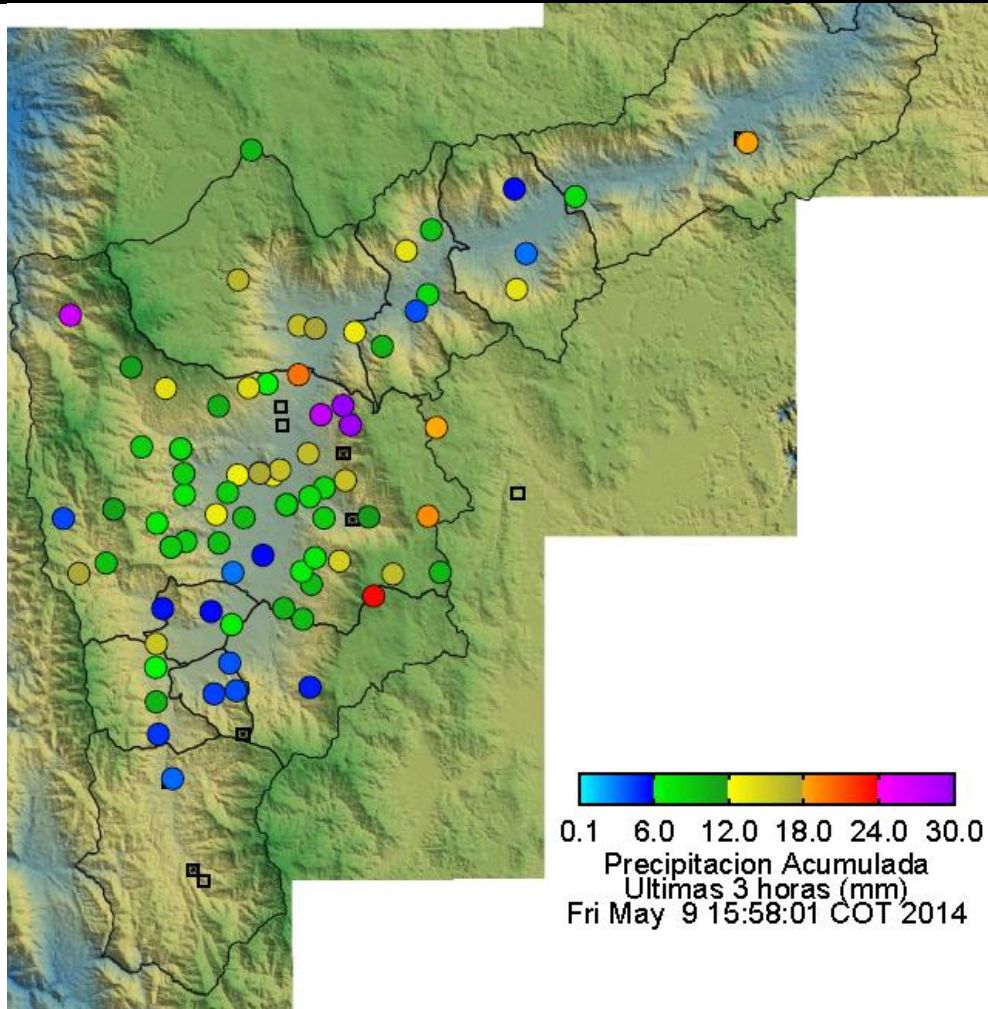 0.1 6.0 12.0 18.0 24.0 30.0
Precipitacion Acumulada
Ultimas 3 horas (mm)
Fri May 9 15:58:01 COT 2014